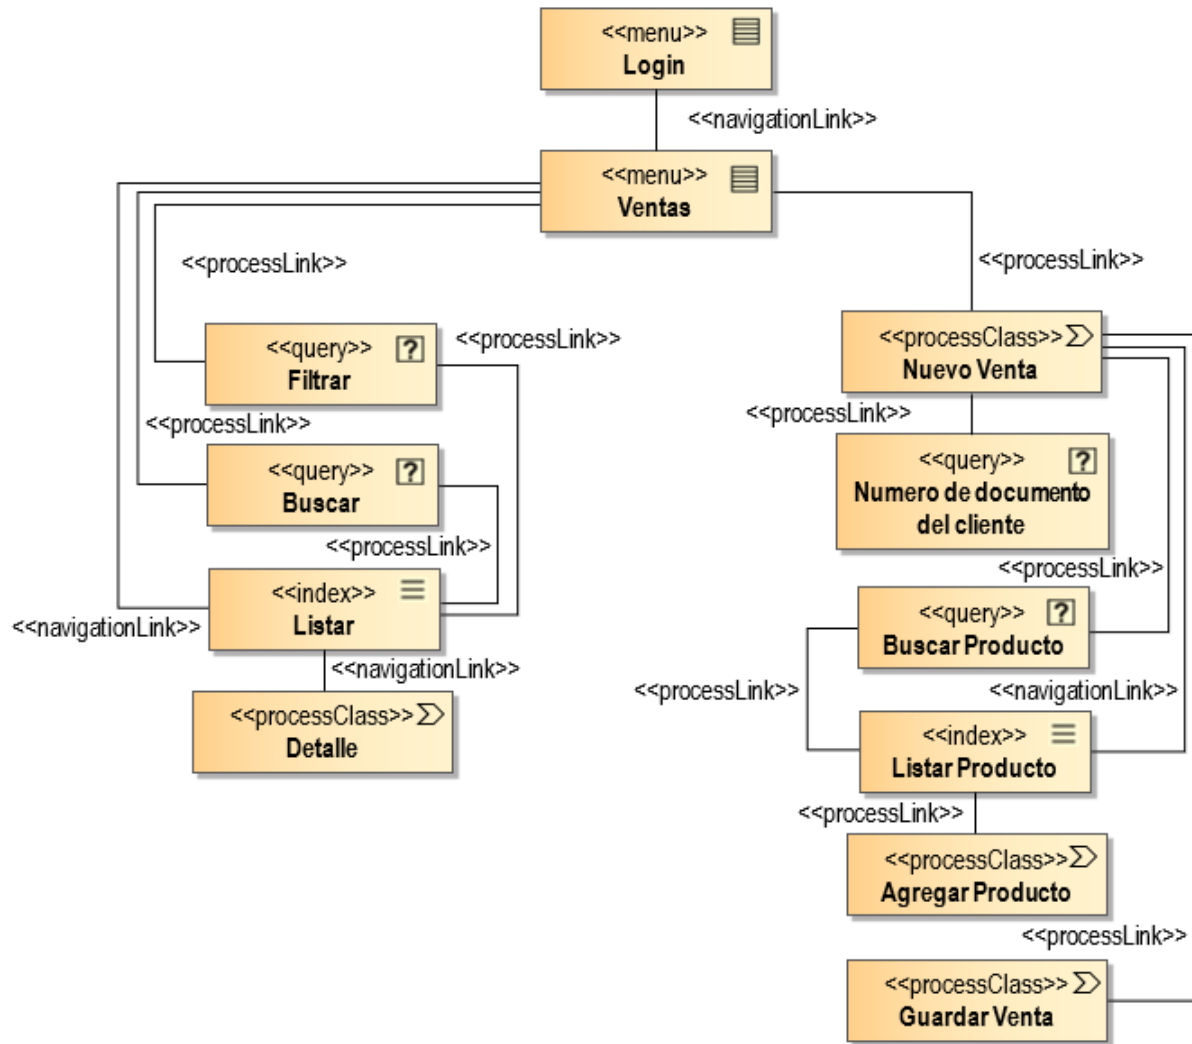 <<menu>>
Login
<<navigationLink>>
<<menu>>
Ventas
<<processLink>>
<<processLink>>
<<query>>
Filtrar
<<processLink>>
<<processClass>>
Nuevo Venta
<<processLink>>
<<processLink>>
<<query>>
Buscar
<<query>>
Numero de documento
del cliente
<<processLink>>
<<processLink>>
<<index>>
Listar
<<navigationLink>>
<<query>>
Buscar Producto
<<navigationLink>>
<<processLink>>
<<navigationLink>>
<<processClass>>
Detalle
<<index>>
Listar Producto
<<processLink>>
<<processClass>>
Agregar Producto
<<processLink>>
<<processClass>>
Guardar Venta